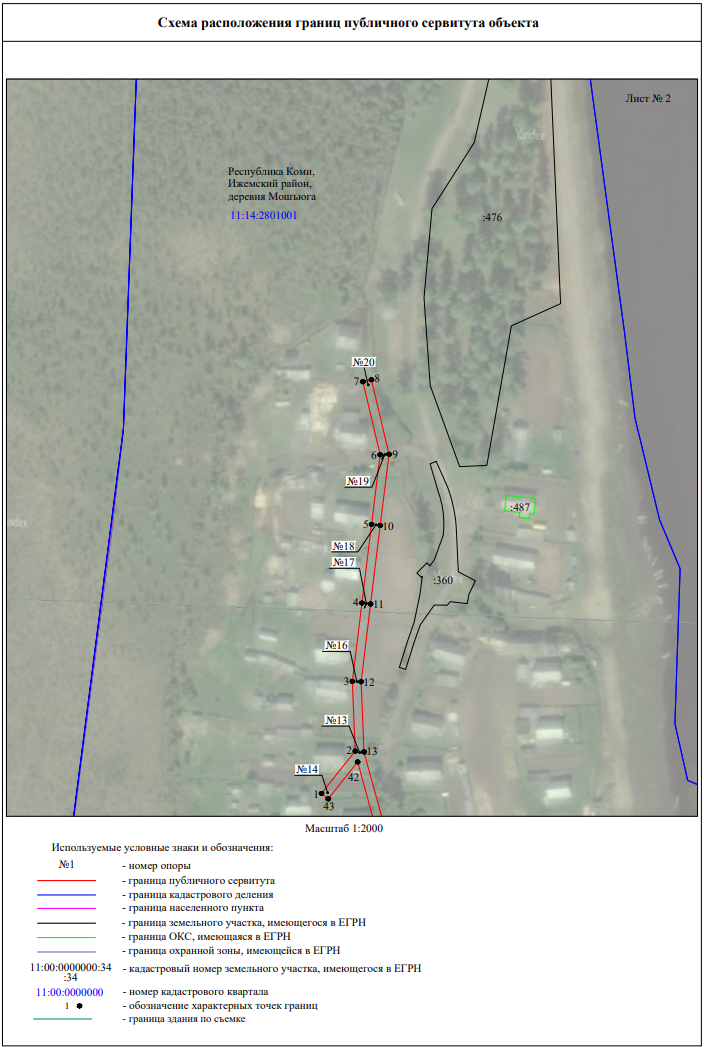 Схема расположения границ публичного сервитута объекта
Лист № 2
Yandex
Республика Коми,
Ижемский район,
деревня Мошъюга
11:14:2801001
:476
№20
7
8
6
9
№19
:487
5
10
№18
№17
:360
4
11
№16
3
12
№13
2
13
42
№14
1
43
Масштаб 1:2000
Используемые условные знаки и обозначения:
№1 - номер опоры
- граница публичного сервитута
- граница кадастрового деления
- граница населенного пункта
- граница земельного участка, имеющегося в ЕГРН
- граница ОКС, имеющаяся в ЕГРН
- граница охранной зоны, имеющейся в ЕГРН
11:00:0000000:34 - кадастровый номер земельного участка, имеющегося в ЕГРН
:34
11:00:0000000 - номер кадастрового квартала
1 - обозначение характерных точек границ
- граница здания по съемке